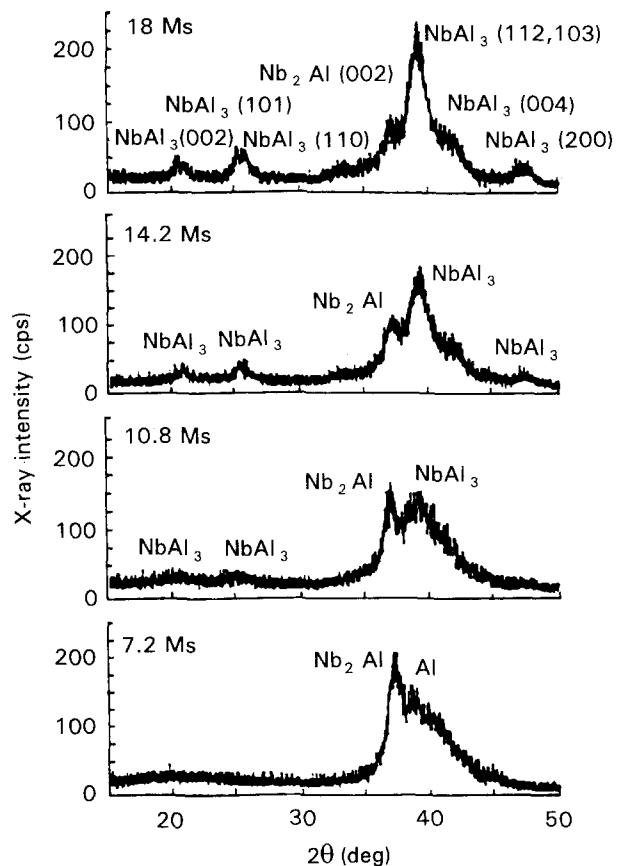 18 Ms
NbAl₃ (112,103)
Nb₂ Al (002)
NbAl₃ (101)
NbAl₃ (004)
NbAl₃(002)
NbAl₃ (110)
NbAl₃ (200)
200
100
0
14.2 Ms
NbAl₃
Nb₂ Al
NbAl₃
NbAl₃
NbAl₃
200
100
0
X-ray intensity (cps)
10.8 Ms
Nb₂ Al
NbAl₃
NbAl₃
NbAl₃
200
100
0
7.2 Ms
Nb₂ Al
Al
200
100
0
20
30
40
50
2θ (deg)